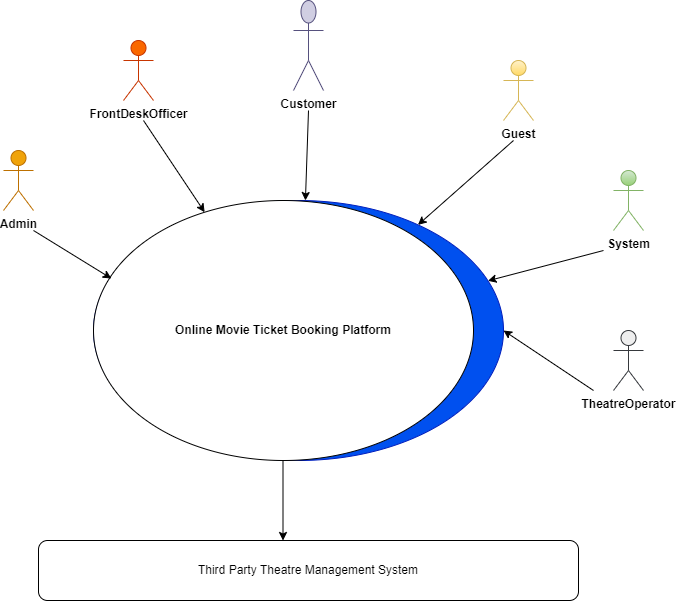 Customer
FrontDeskOfficer
Guest
Admin
System
Online Movie Ticket Booking Platform
TheatreOperator
Third Party Theatre Management System